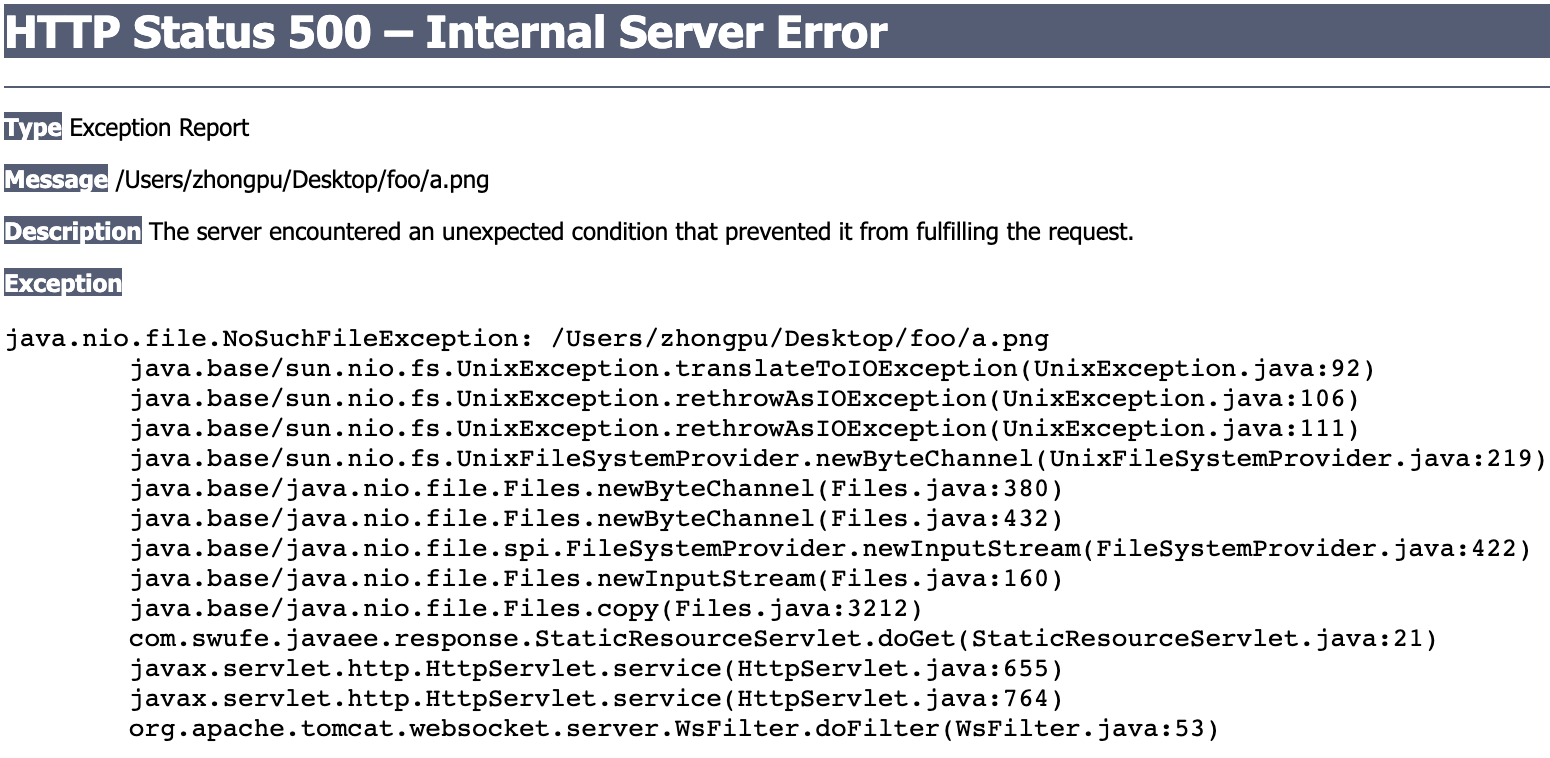 HTTP Status 500 – Internal Server Error
Type Exception Report
Message /Users/zhongpu/Desktop/foo/a.png
Description The server encountered an unexpected condition that prevented it from fulfilling the request.
Exception
java.nio.file.NoSuchFileException: /Users/zhongpu/Desktop/foo/a.png
java.base/sun.nio.fs.UnixException.translateToIOException(UnixException.java:92)
java.base/sun.nio.fs.UnixException.rethrowAsIOException(UnixException.java:106)
java.base/sun.nio.fs.UnixException.rethrowAsIOException(UnixException.java:111)
java.base/sun.nio.fs.UnixFileSystemProvider.newByteChannel(UnixFileSystemProvider.java:219)
java.base/java.nio.file.Files.newByteChannel(Files.java:380)
java.base/java.nio.file.Files.newByteChannel(Files.java:432)
java.base/java.nio.file.spi.FileSystemProvider.newInputStream(FileSystemProvider.java:422)
java.base/java.nio.file.Files.newInputStream(Files.java:160)
java.base/java.nio.file.Files.copy(Files.java:3212)
com.swufe.javaee.response.StaticResourceServlet.doGet(StaticResourceServlet.java:21)
javax.servlet.http.HttpServlet.service(HttpServlet.java:655)
javax.servlet.http.HttpServlet.service(HttpServlet.java:764)
org.apache.tomcat.websocket.server.WsFilter.doFilter(WsFilter.java:53)